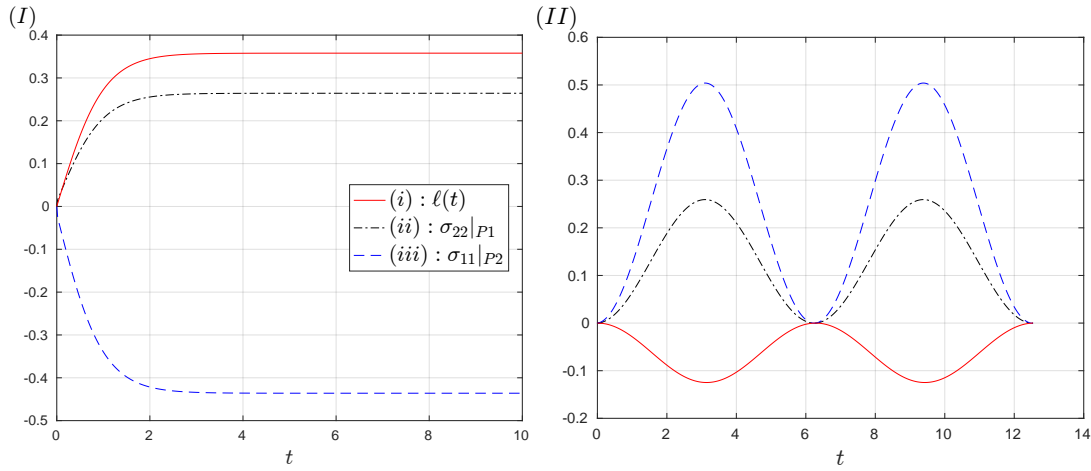 (I)
0.4
0.3
0.2
0.1
0
-0.1
-0.2
-0.3
-0.4
-0.5
0 2 4 6 8 10
t
(i) : ℓ(t)
(ii) : σ₂₂|P1
(iii) : σ₁₁|P2
(II)
0.6
0.5
0.4
0.3
0.2
0.1
0
-0.1
-0.2
0 2 4 6 8 10 12 14
t